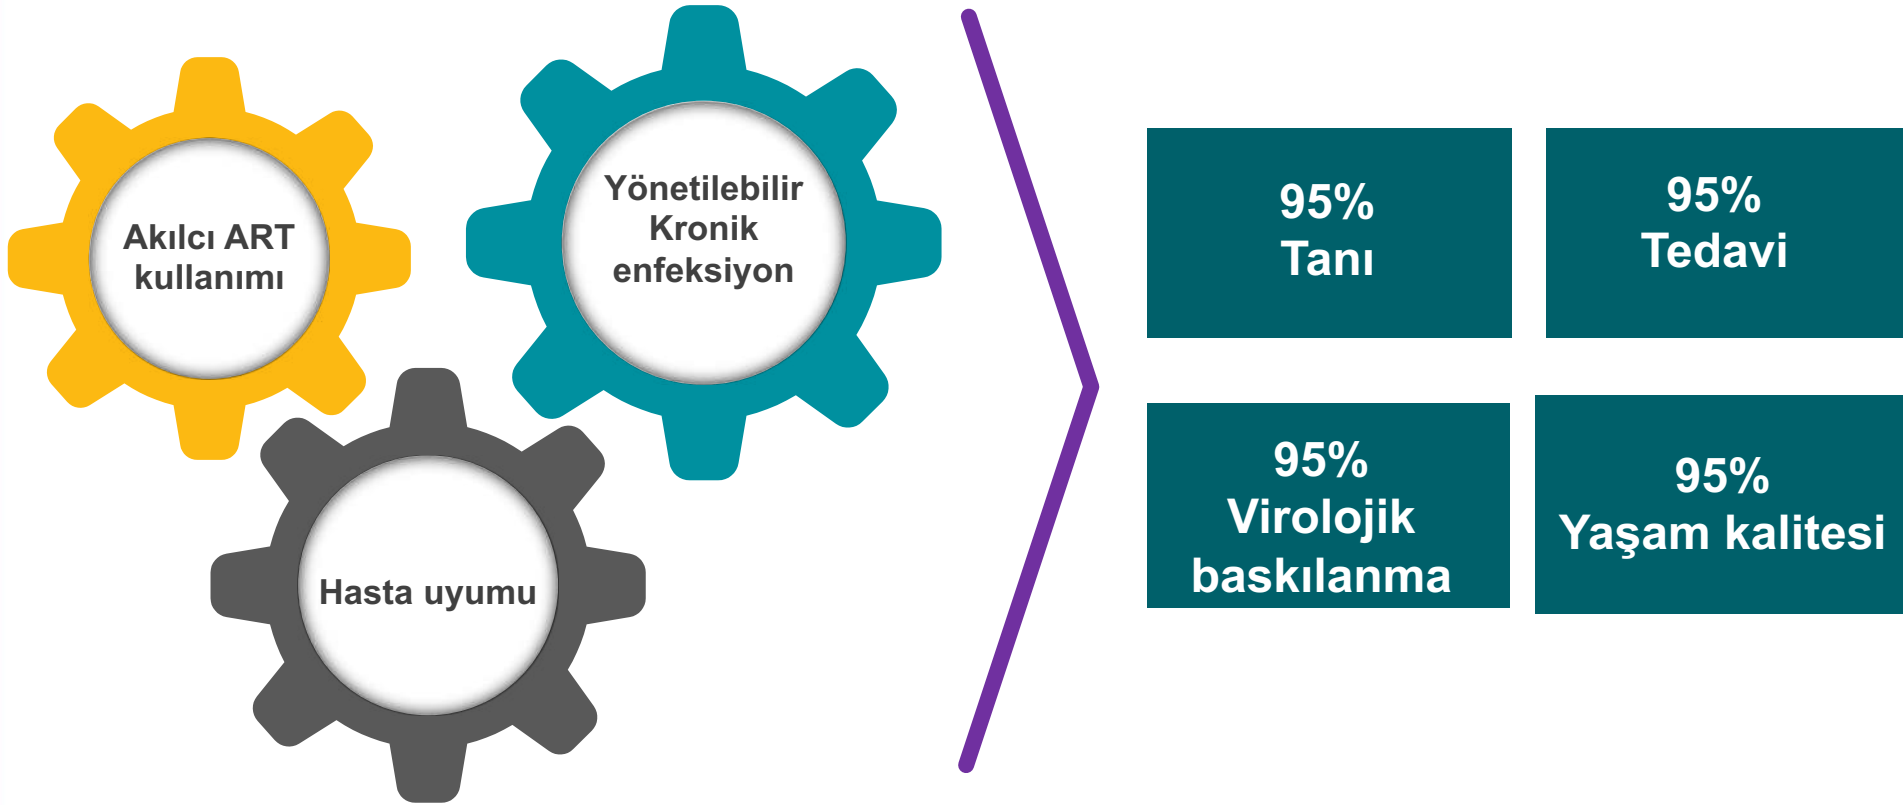 Akılcı ART
kullanımı
Yönetilebilir
Kronik
enfeksiyon
Hasta uyumu
95%
Tanı
95%
Tedavi
95%
Virolojik
baskılanma
95%
Yaşam kalitesi